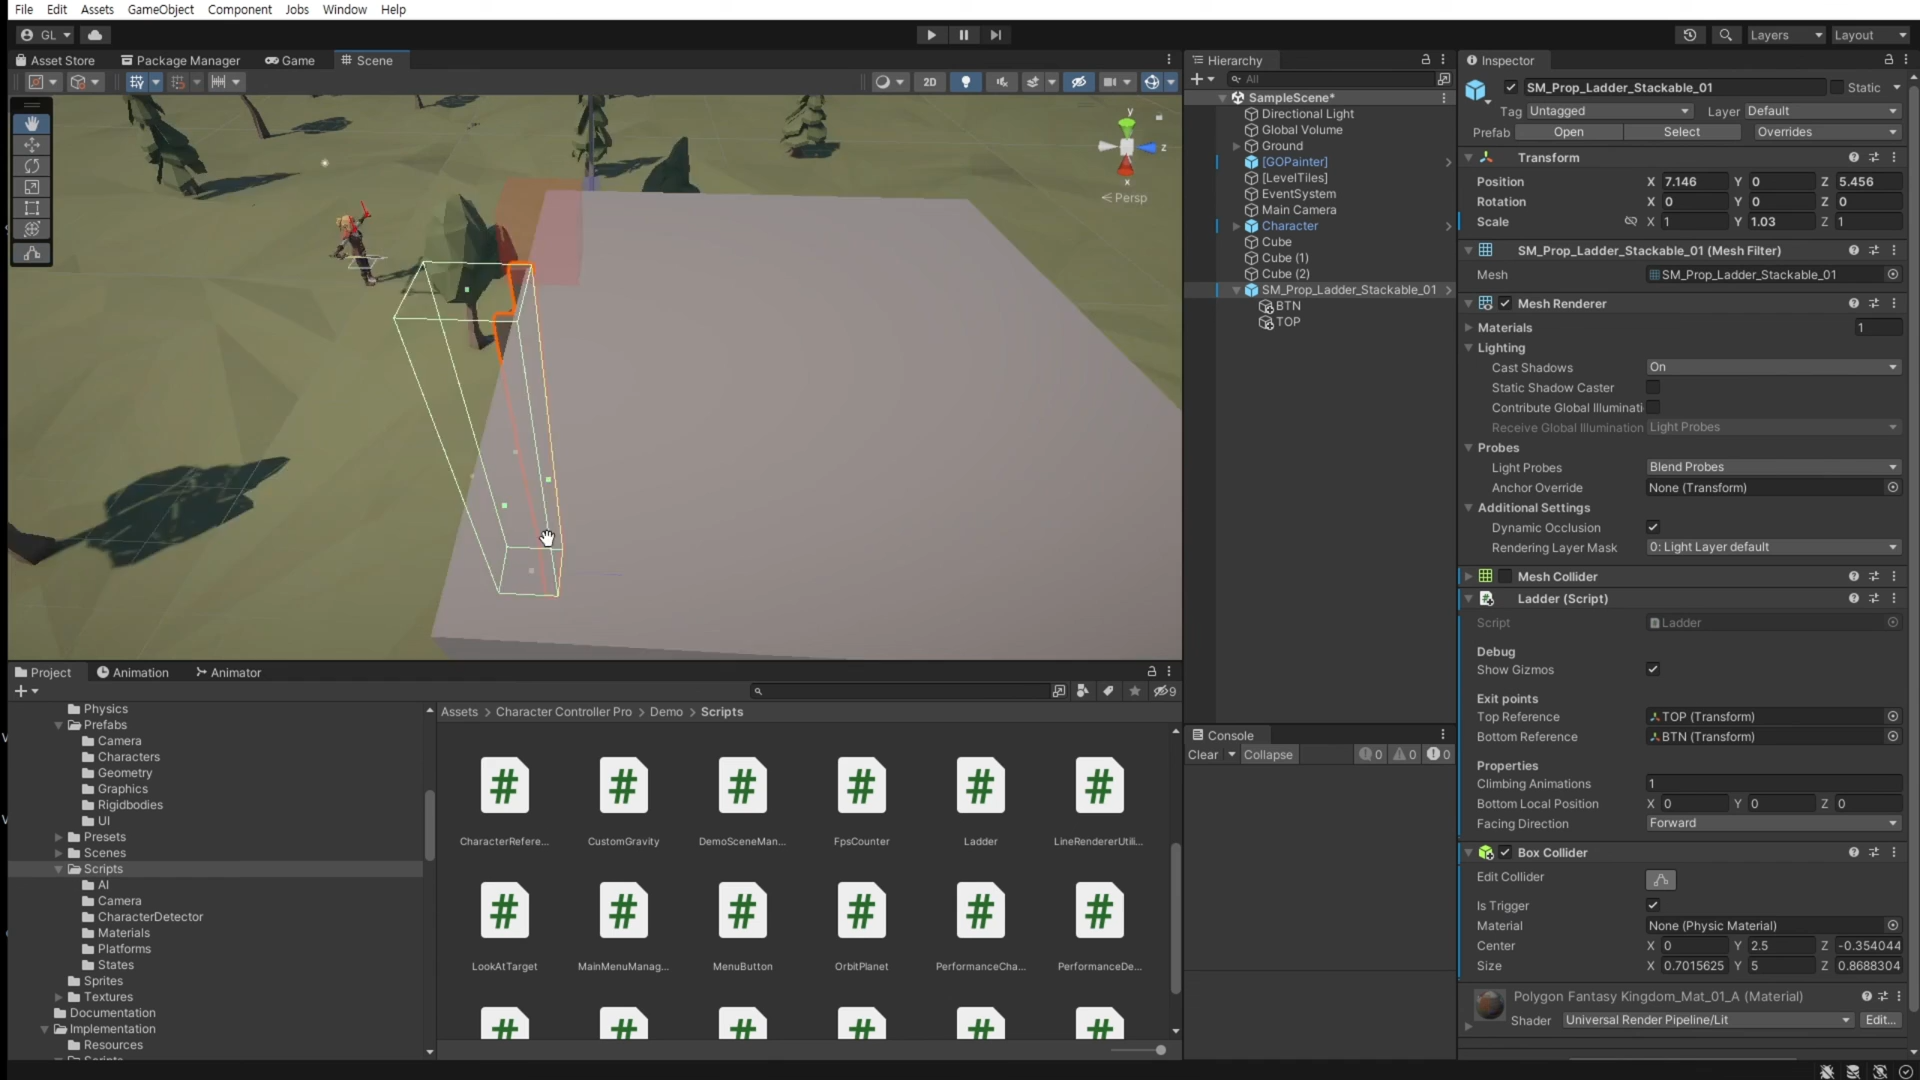 File Edit Assets GameObject Component Jobs Window Help
GL Layers Layout
Asset Store Package Manager Game Scene
2D
y
z
x
Persp
Hierarchy
All
SampleScene*
Directional Light
Global Volume
Ground
[GOPainter]
[LevelTiles]
EventSystem
Main Camera
Character
Cube
Cube (1)
Cube (2)
SM_Prop_Ladder_Stackable_01
BTN
TOP
Inspector
SM_Prop_Ladder_Stackable_01 Static
Tag Untagged Layer Default
Prefab Open Select Overrides
Transform
Position X 7.146 Y 0 Z 5.456
Rotation X 0 Y 0 Z 0
Scale X 1 Y 1.03 Z 1
SM_Prop_Ladder_Stackable_01 (Mesh Filter)
Mesh SM_Prop_Ladder_Stackable_01
Mesh Renderer
Materials 1
Lighting
Cast Shadows On
Static Shadow Caster
Contribute Global Illuminati
Receive Global Illumination Light Probes
Probes
Light Probes Blend Probes
Anchor Override None (Transform)
Additional Settings
Dynamic Occlusion
Rendering Layer Mask 0: Light Layer default
Mesh Collider
Ladder (Script)
Script Ladder
Debug
Show Gizmos
Exit points
Top Reference TOP (Transform)
Bottom Reference BTN (Transform)
Properties
Climbing Animations 1
Bottom Local Position X 0 Y 0 Z 0
Facing Direction Forward
Box Collider
Edit Collider
Is Trigger
Material None (Physic Material)
Center X 0 Y 2.5 Z -0.354044
Size X 0.7015625 Y 5 Z 0.8688304
Polygon Fantasy Kingdom_Mat_01_A (Material)
Shader Universal Render Pipeline/Lit Edit...
Project Animation Animator
9
Physics
Prefabs
Camera
Characters
Geometry
Graphics
Rigidbodies
UI
Presets
Scenes
Scripts
AI
Camera
CharacterDetector
Materials
Platforms
States
Sprites
Textures
Documentation
Implementation
Resources
Assets > Character Controller Pro > Demo > Scripts
CharacterRefere... CustomGravity DemoSceneMan... FpsCounter Ladder LineRendererUtili...
LookAtTarget MainMenuManag... MenuButton OrbitPlanet PerformanceCha... PerformanceDe...
Console
Clear Collapse 0 0 0